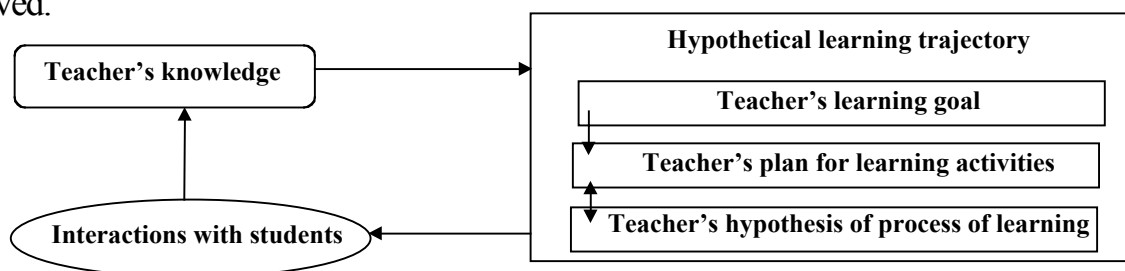 Hypothetical learning trajectory
Teacher’s knowledge
Teacher’s learning goal
Teacher’s plan for learning activities
Teacher’s hypothesis of process of learning
Interactions with students